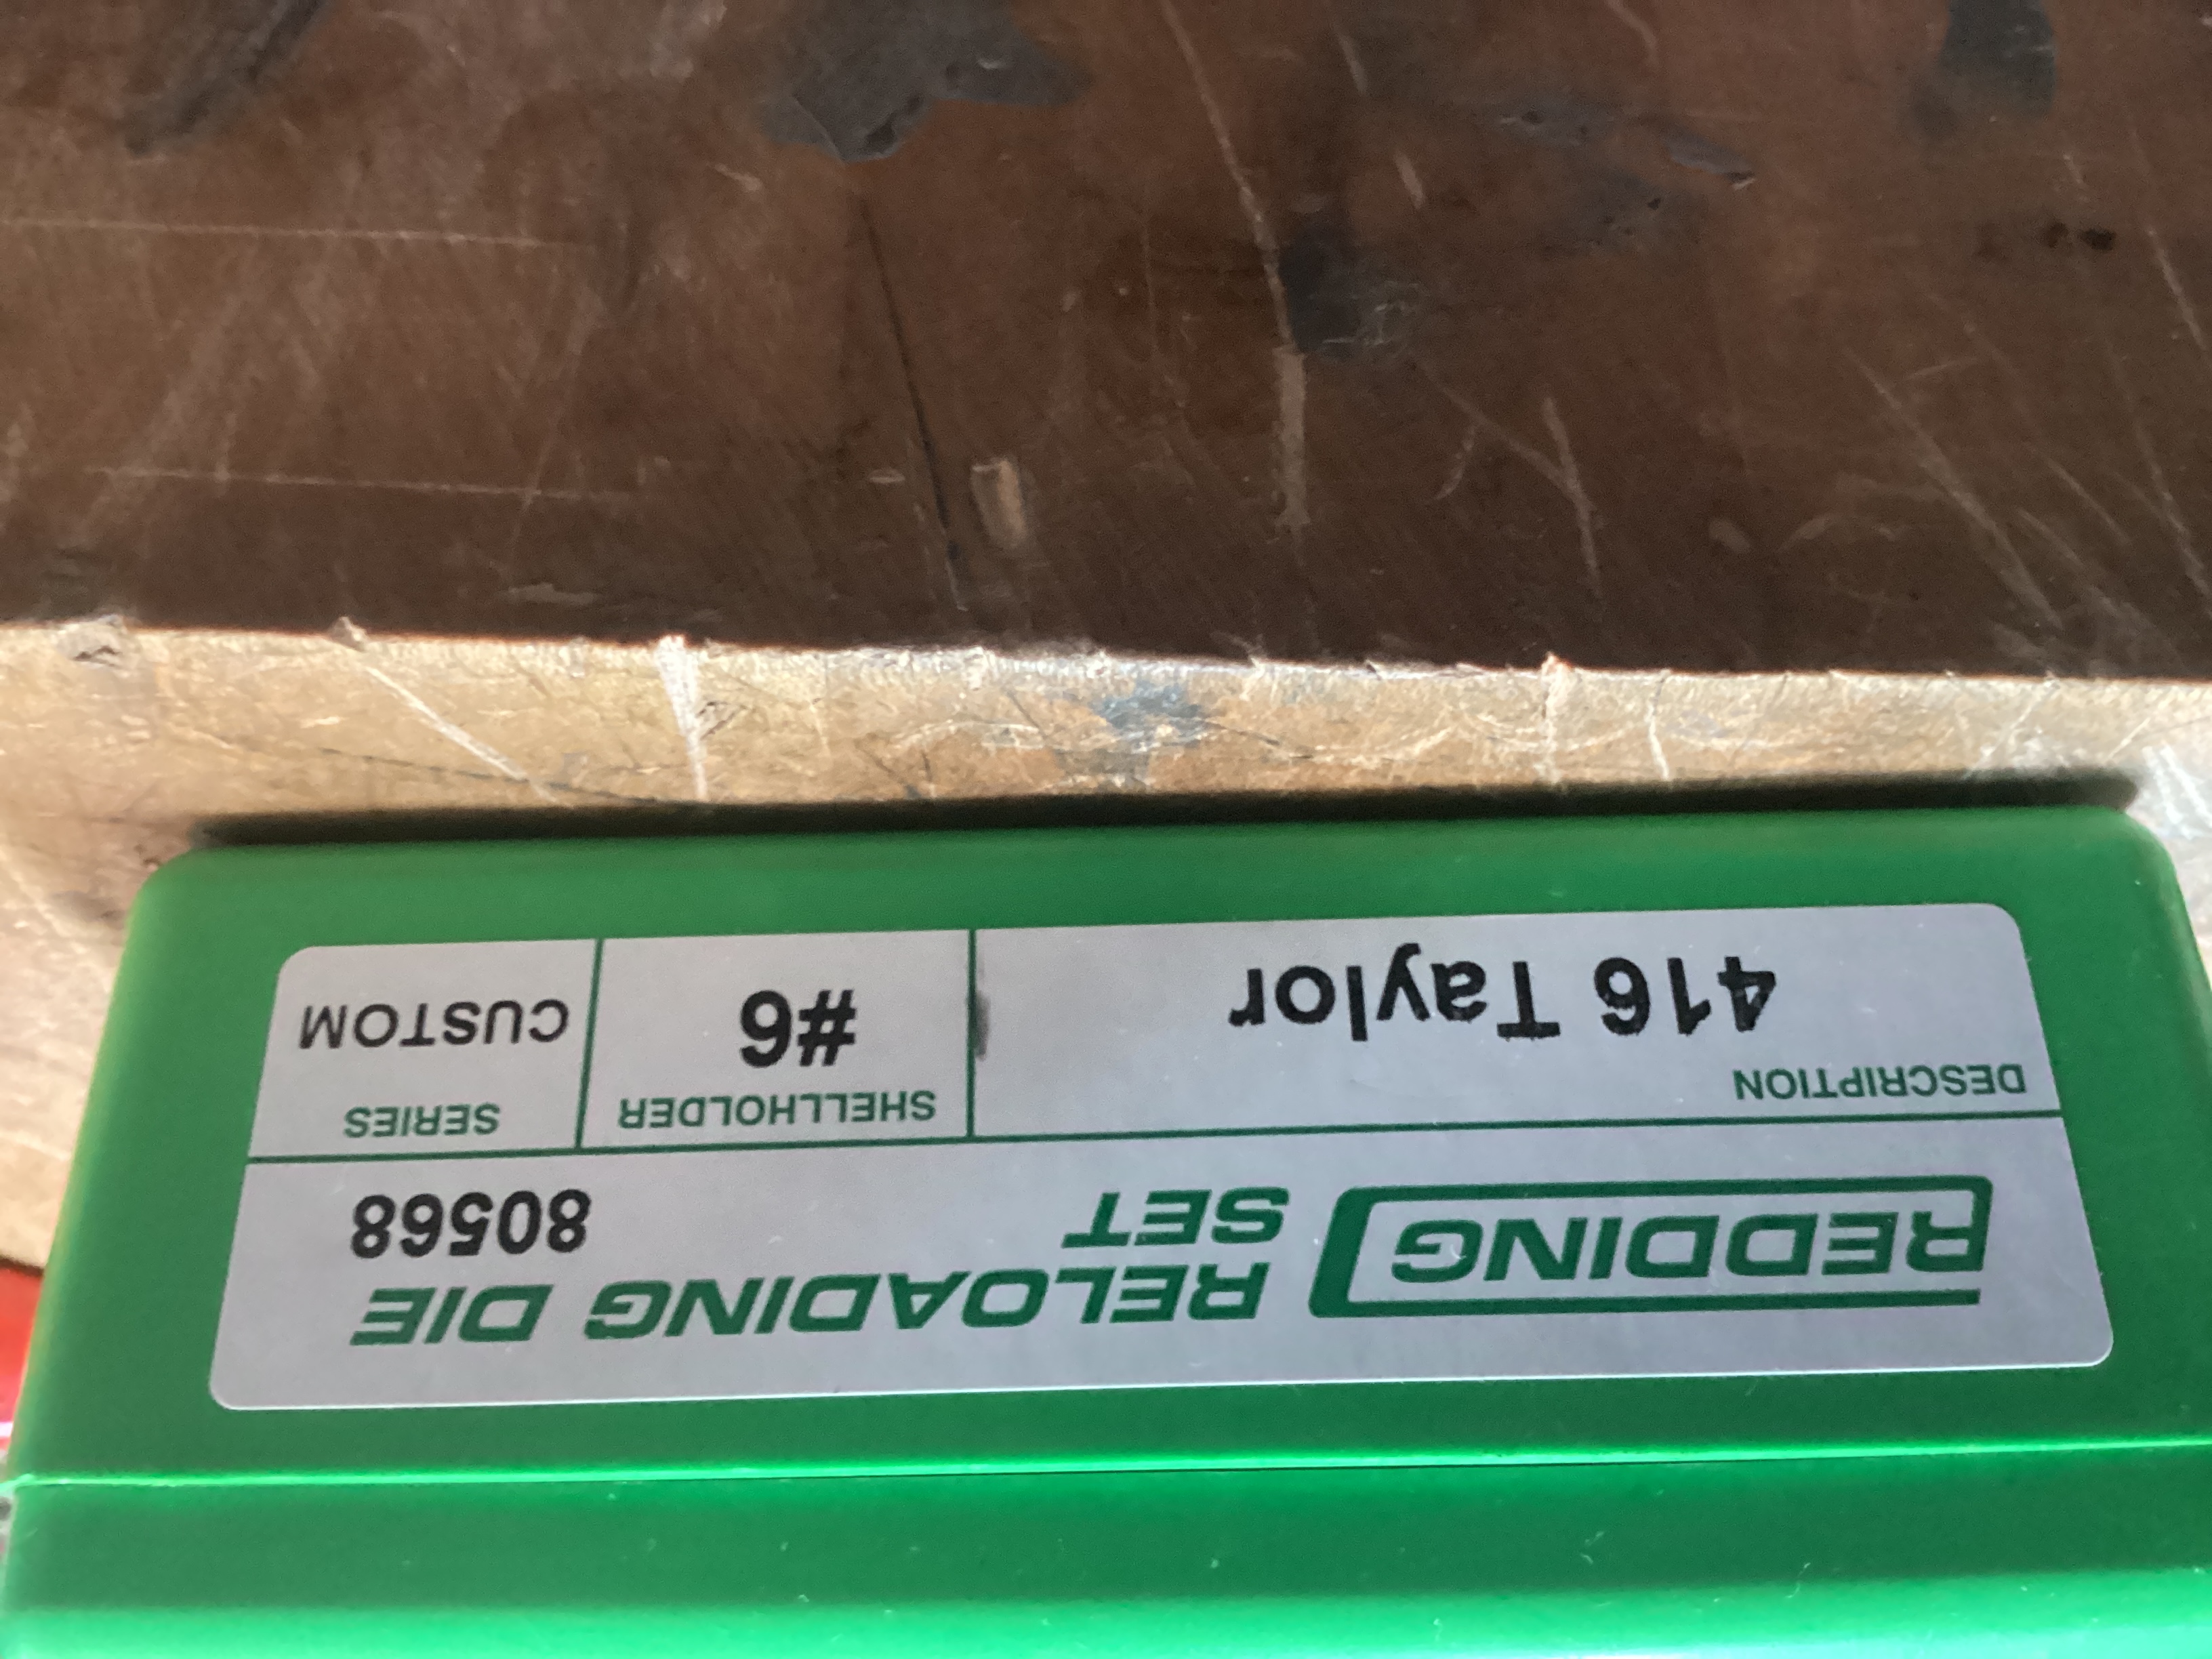 REDDING RELOADING DIE
SET 80568
DESCRIPTION SHELLHOLDER SERIES
416 Taylor #6 CUSTOM